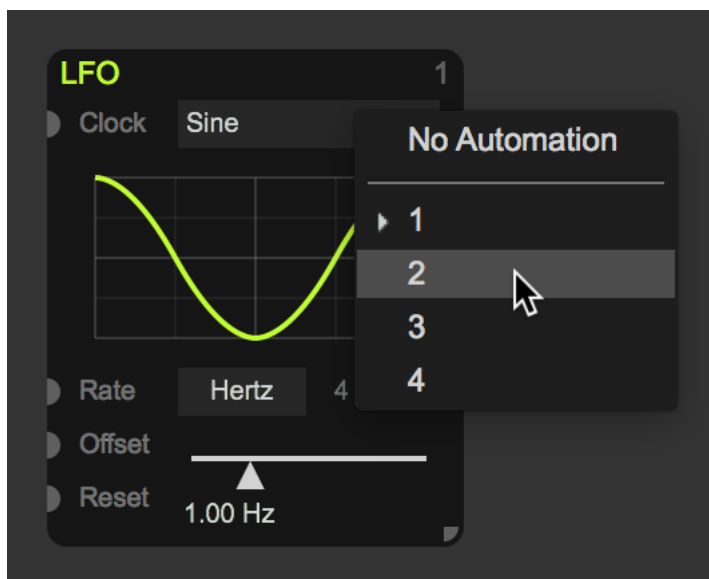 LFO 1
Clock Sine
No Automation
1
2
3
4
Rate Hertz 4
Offset
Reset
1.00 Hz